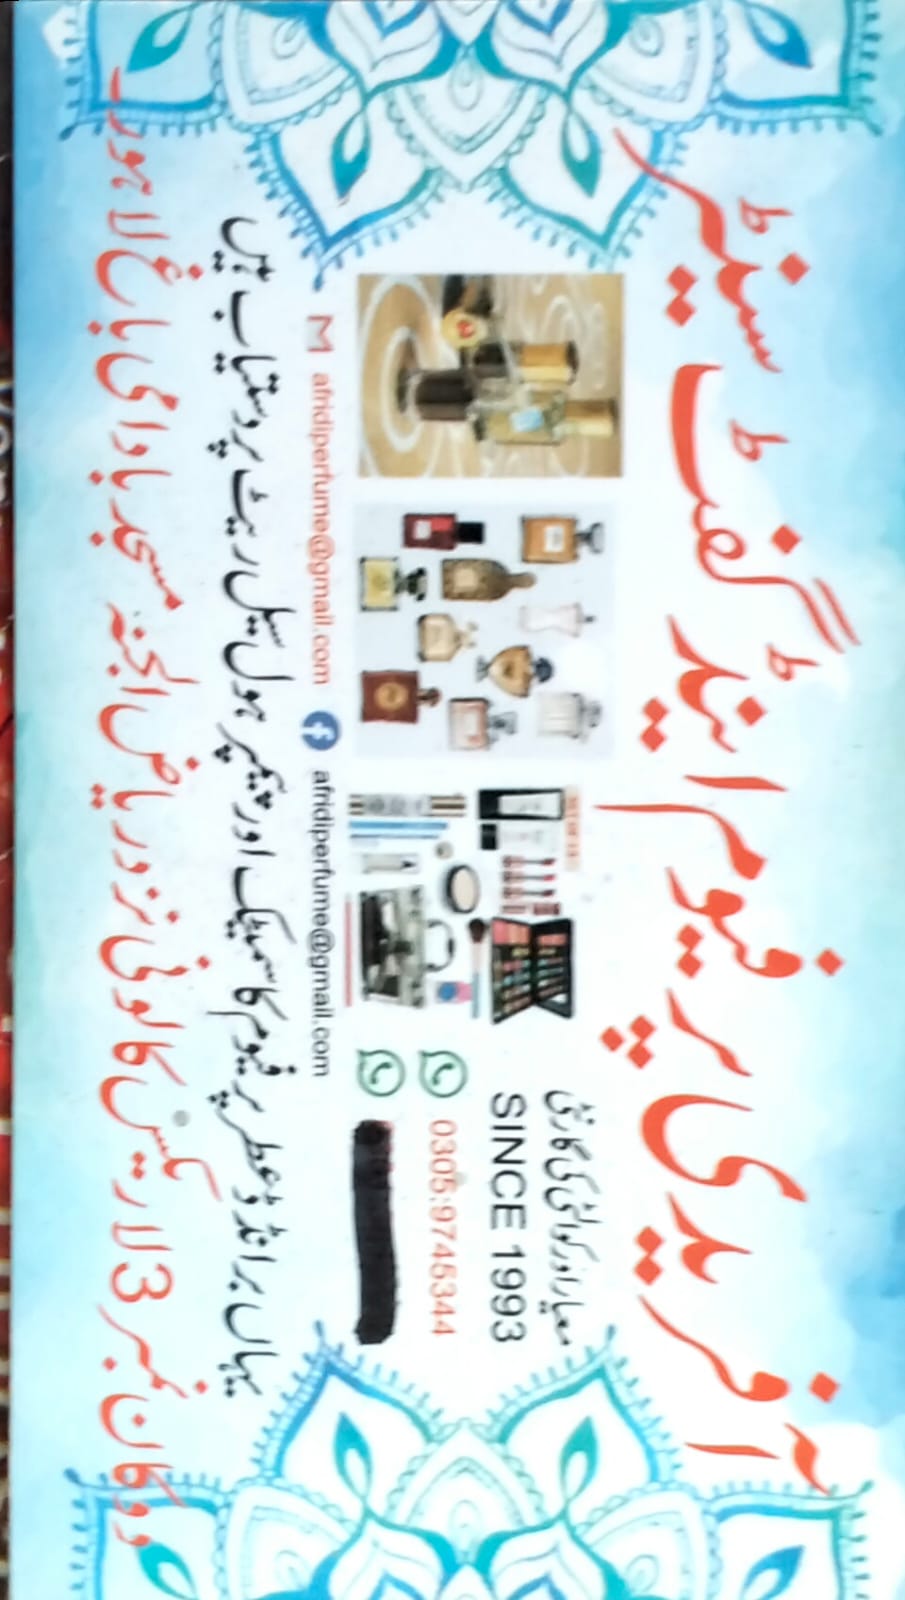 آفریدی پرفیوم اینڈ گفٹ سینٹر
معیار اور کوالٹی کی گارنٹی
SINCE 1993
0305:9745344
afridiperfume@gmail.com afridiperfume@gmail.com
یہاں برانڈڈ عطر پرفیوم کاسمیٹک اور پیمپر ہول سیل ریٹ پر دستیاب ہیں
دوکان نمبر 3 لاریکس کالونی نزد ریاض الجنہ مسجد بادامی باغ لاہور۔